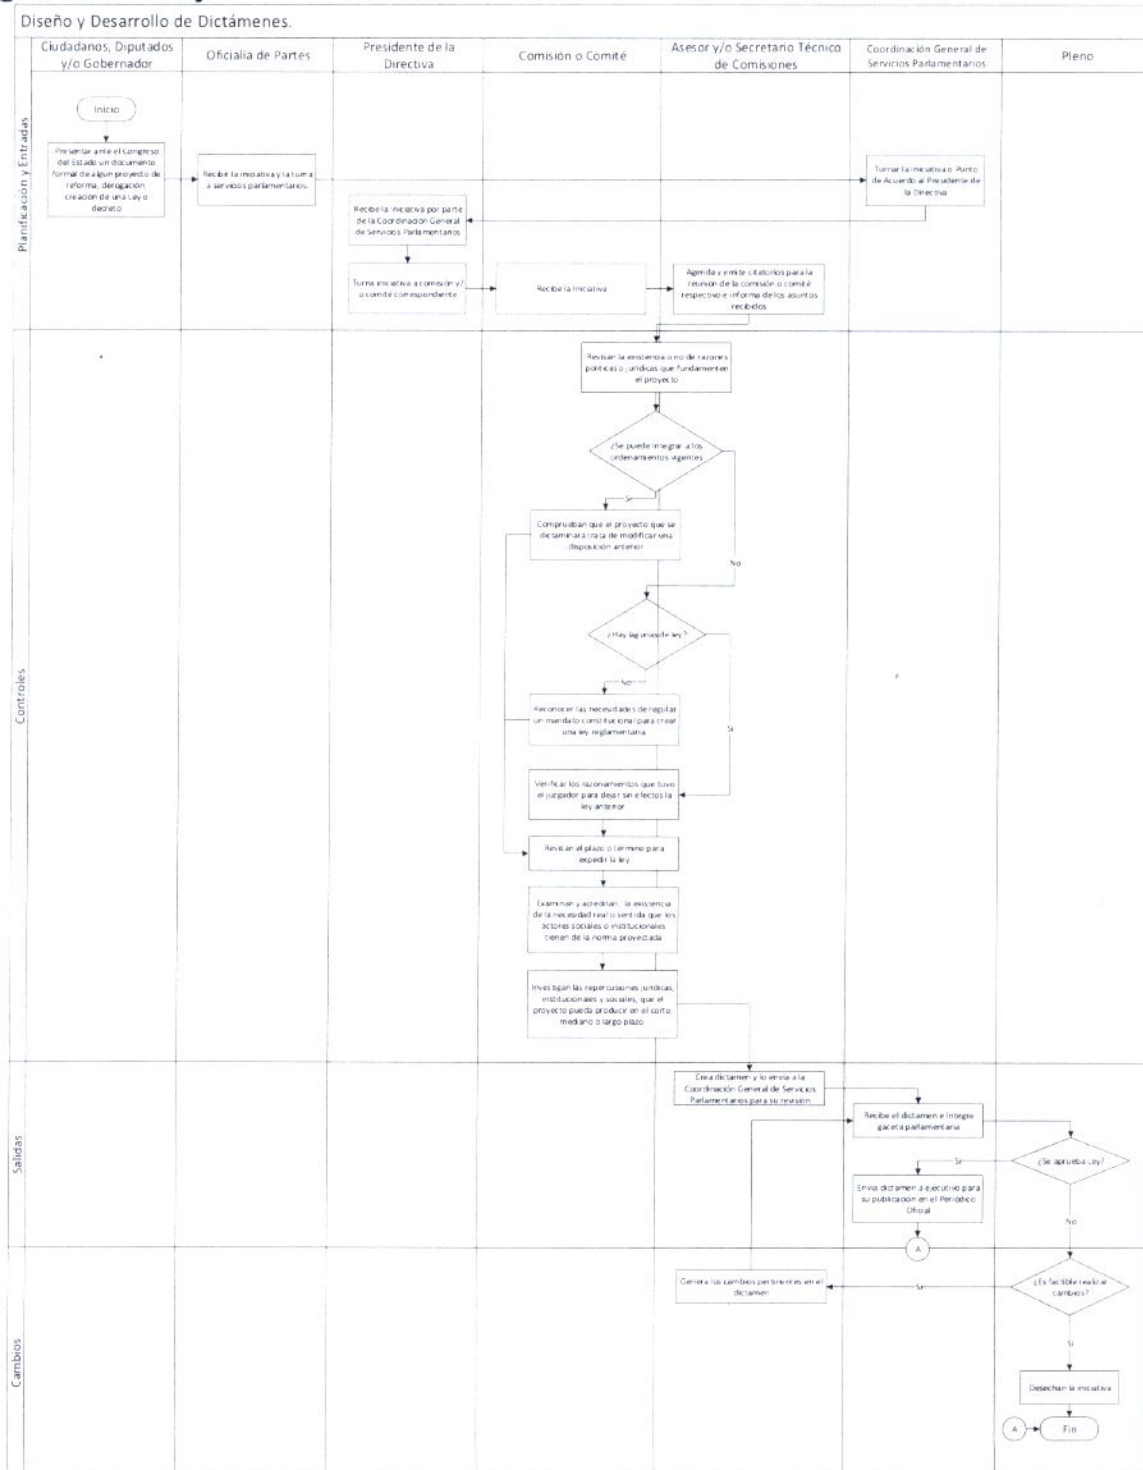 Diseño y Desarrollo de Dictámenes.
Ciudadanos, Diputados
y/o Gobernador
Oficialia de Partes
Presidente de la
Directiva
Comisión o Comité
Asesor y/o Secretario Técnico
de Comisiones
Coordinación General de
Servicios Parlamentarios
Pleno
Planificación y Entradas
Inicio
Presentar ante el Congreso
del Estado un documento
formal de algun proyecto de
reforma, derogación
creación de una Ley o
decreto
Recibe la iniciativa y la turna
a servicios parlamentarios.
Turnar la iniciativa o Punto
de Acuerdo al Presidente de
la Directiva
Recibe la iniciativa por parte
de la Coordinación General
de Servicios Parlamentarios
Turna iniciativa a comisión y/
o comité correspondiente
Recibe la Iniciativa
Agenda y emite citatorios para la
reunión de la comisión o comité
respectivo e informa de los asuntos
recibidos
Controles
Revisan la existencia o no de razones
políticas o jurídicas que fundamenten
el proyecto
¿Se puede integrar a los
ordenamientos vigentes
Si
No
Comprueban que el proyecto que se
dictaminará trata de modificar una
disposición anterior
¿Hay lagunas de ley?
No
Si
Reconocer las necesidades de regular
un mandato constitucional para crear
una ley reglamentaria
Verificar los razonamientos que tuvo
el juzgador para dejar sin efectos la
ley anterior
Revisan el plazo o término para
expedir la ley
Examinan y acreditan, la existencia
de la necesidad real o sentida que los
actores sociales o institucionales
tienen de la norma proyectada
Investigan las repercusiones jurídicas,
institucionales y sociales, que el
proyecto pueda producir en el corto,
mediano o largo plazo
Salidas
Crea dictamen y lo envía a la
Coordinación General de Servicios
Parlamentarios para su revisión
Recibe el dictamen e integra
gaceta parlamentaria
¿Se aprueba Ley?
Si
No
Envia dictamen a ejecutivo para
su publicación en el Periódico
Oficial
A
Cambios
Genera los cambios pertinentes en el
dictamen
Si
¿Es factible realizar
cambios?
Si
Desechan la iniciativa
A
Fin